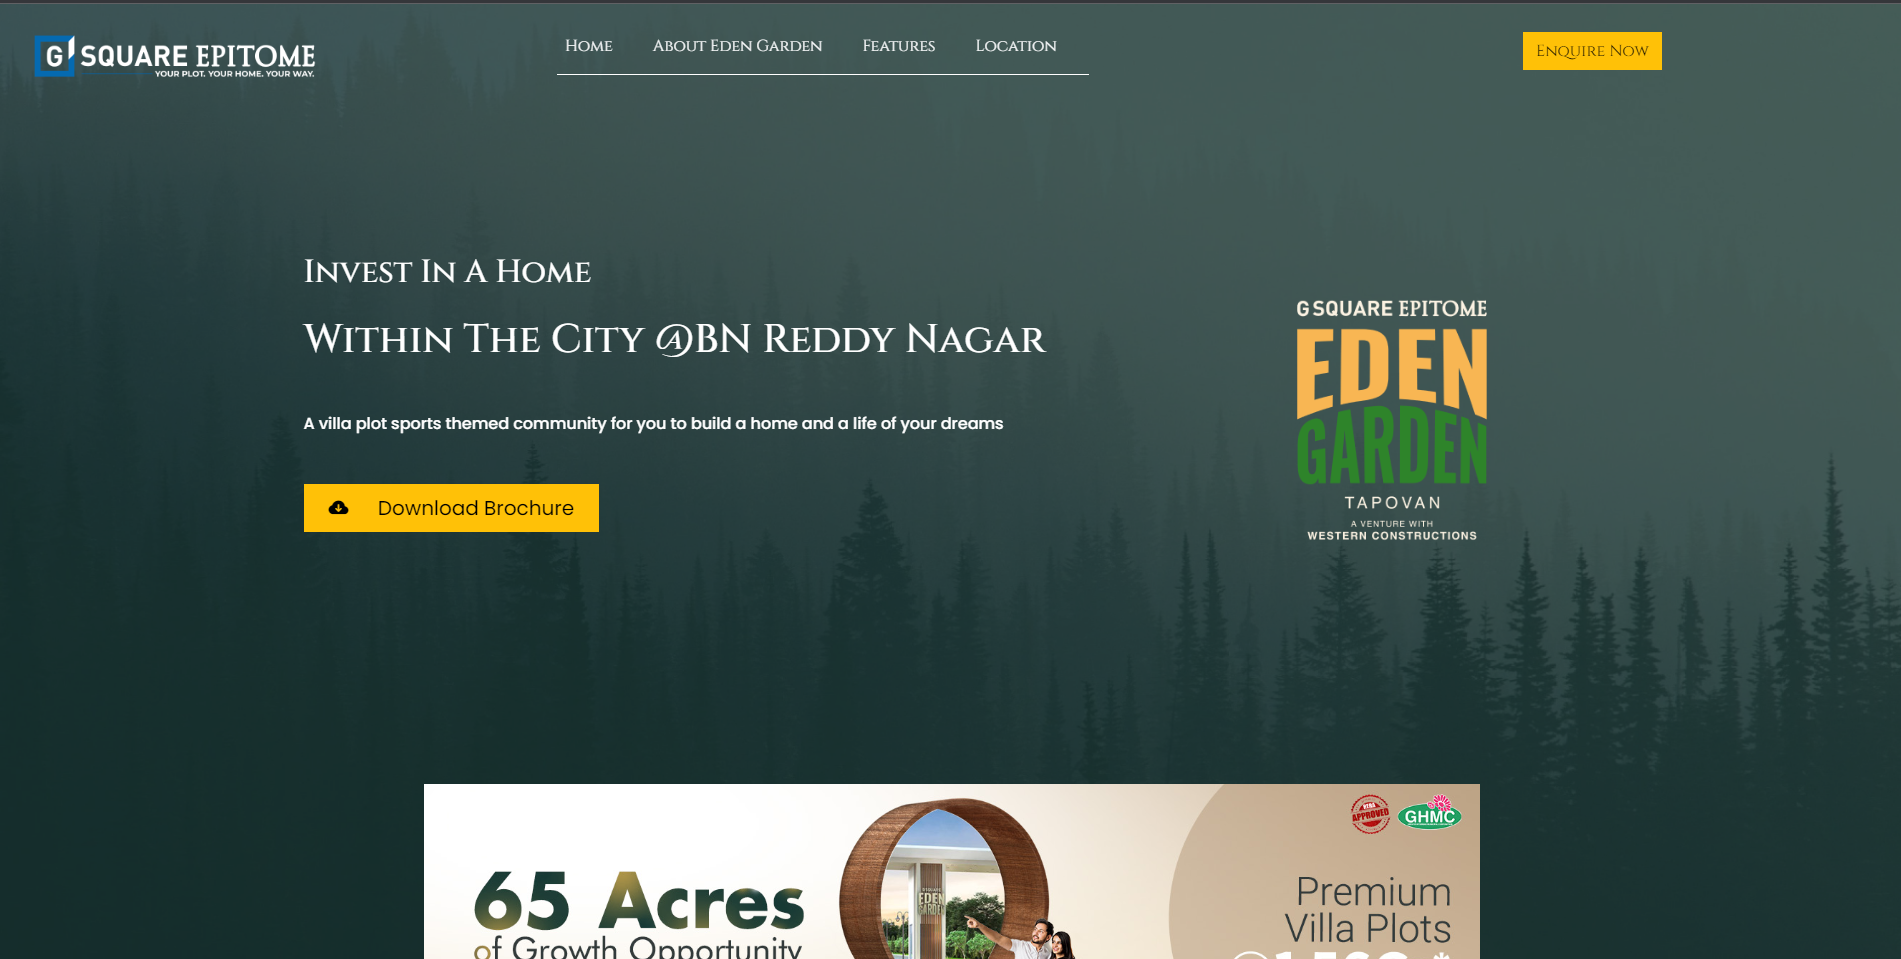 G SQUARE EPITOME
YOUR PLOT. YOUR HOME. YOUR WAY.
Home About Eden Garden Features Location
Enquire Now
Invest In A Home
Within The City @BN Reddy Nagar
A villa plot sports themed community for you to build a home and a life of your dreams
Download Brochure
G SQUARE EPITOME
EDEN
GARDEN
TAPOVAN
A VENTURE WITH
WESTERN CONSTRUCTIONS
65 Acres
of Growth Opportunity
EDEN
GARDEN
RERA
APPROVED
GHMC
Premium
Villa Plots